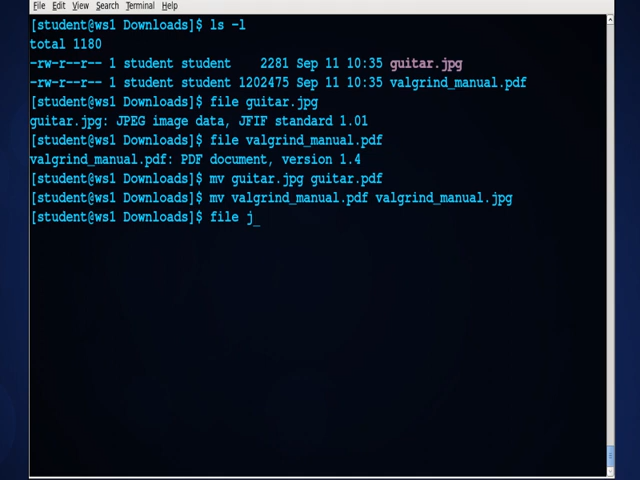 File Edit View Search Terminal Help
[student@ws1 Downloads]$ ls -l
total 1180
-rw-r--r-- 1 student student    2281 Sep 11 10:35 guitar.jpg
-rw-r--r-- 1 student student 1202475 Sep 11 10:35 valgrind_manual.pdf
[student@ws1 Downloads]$ file guitar.jpg
guitar.jpg: JPEG image data, JFIF standard 1.01
[student@ws1 Downloads]$ file valgrind_manual.pdf
valgrind_manual.pdf: PDF document, version 1.4
[student@ws1 Downloads]$ mv guitar.jpg guitar.pdf
[student@ws1 Downloads]$ mv valgrind_manual.pdf valgrind_manual.jpg
[student@ws1 Downloads]$ file j_